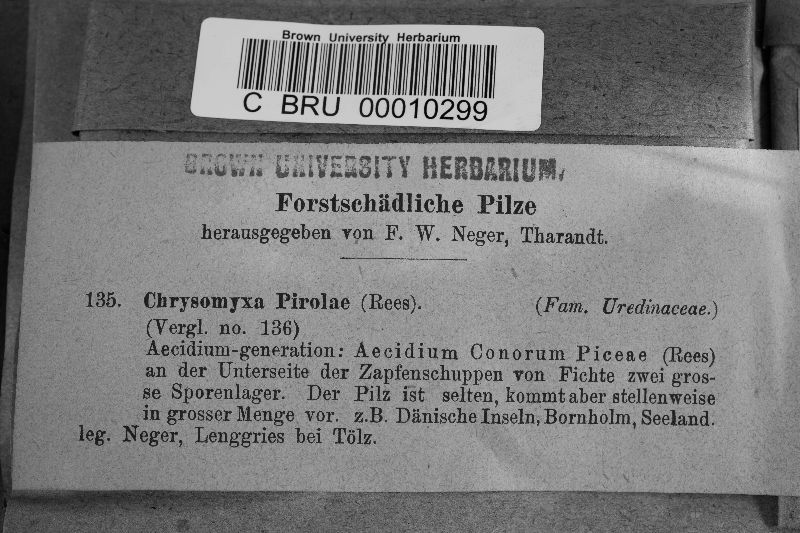 Brown University Herbarium
C BRU 00010299
BROWN UNIVERSITY HERBARIUM.
Forstschädliche Pilze
herausgegeben von F. W. Neger, Tharandt.
135. Chrysomyxa Pirolae (Rees). (Fam. Uredinaceae.)
(Vergl. no. 136)
Aecidium-generation: Aecidium Conorum Piceae (Rees)
an der Unterseite der Zapfenschuppen von Fichte zwei gros-
se Sporenlager. Der Pilz ist selten, kommt aber stellenweise
in grosser Menge vor. z.B. Dänische Inseln, Bornholm, Seeland.
leg. Neger, Lenggries bei Tölz.